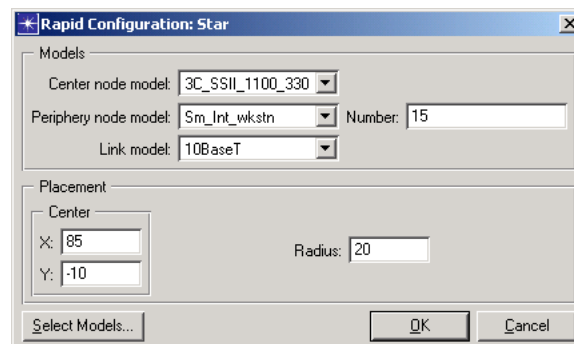 Rapid Configuration: Star
Models
Center node model: 3C_SSII_1100_330
Periphery node model: Sm_Int_wkstn Number: 15
Link model: 10BaseT
Placement
Center
X: 85
Radius: 20
Y: -10
Select Models... OK Cancel